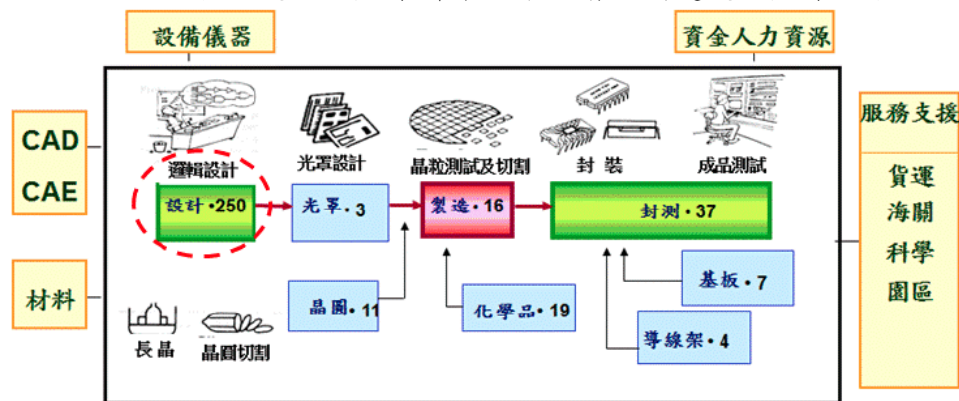 設備儀器
資金人力資源
CAD
CAE
服務支援
邏輯設計
光罩設計
晶粒測試及切割
封裝
成品測試
貨運
海關
科學
園區
設計・250
光罩・3
製造・16
封測・37
材料
晶圓・11
化學品・19
基板・7
導線架・4
長晶
晶圓切割